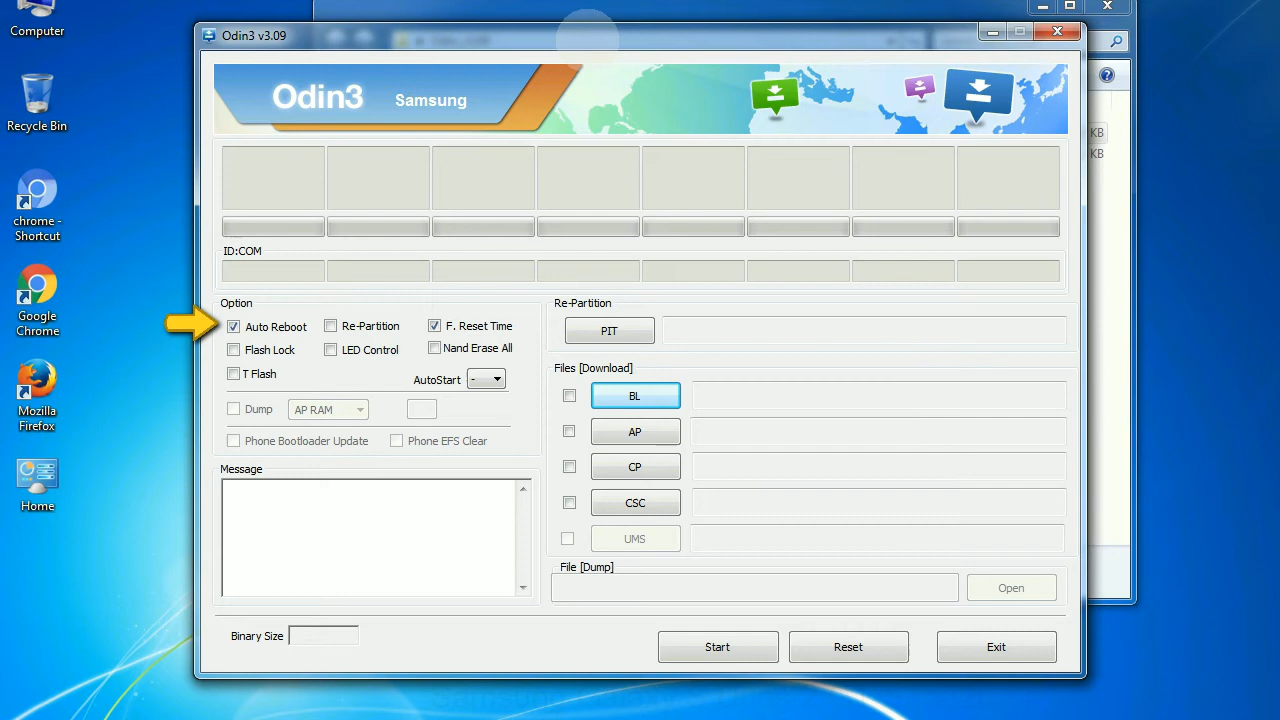 Computer
Recycle Bin
chrome -
Shortcut
Google
Chrome
Mozilla
Firefox
Home
Odin3 v3.09
Odin3 Samsung
KB
KB
ID:COM
Option
Auto Reboot Re-Partition F. Reset Time
Flash Lock LED Control Nand Erase All
T Flash AutoStart -
Dump AP RAM
Phone Bootloader Update Phone EFS Clear
Message
Re-Partition
PIT
Files [Download]
BL
AP
CP
CSC
UMS
File [Dump]
Open
Binary Size
Start Reset Exit